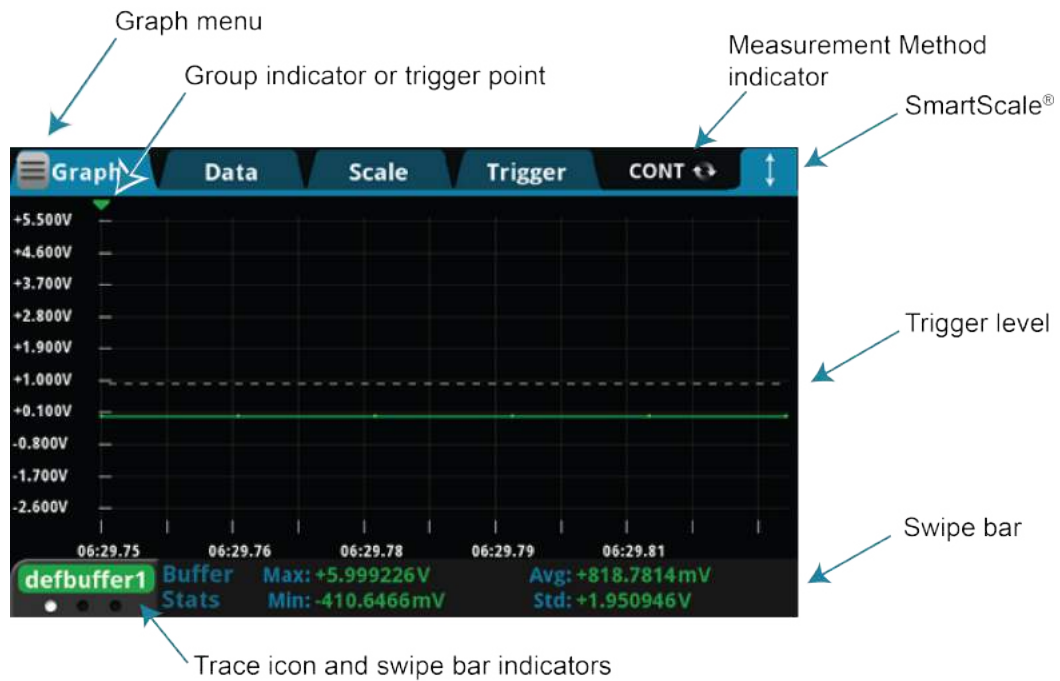 Graph menu
Group indicator or trigger point
Measurement Method
indicator
SmartScale®
Graph
Data
Scale
Trigger
CONT
+5.500V
+4.600V
+3.700V
+2.800V
+1.900V
+1.000V
+0.100V
-0.800V
-1.700V
-2.600V
Trigger level
06:29.75 06:29.76 06:29.78 06:29.79 06:29.81
Swipe bar
defbuffer1
Buffer Max: +5.999226V Avg: +818.7814mV
Stats Min: -410.6466mV Std: +1.950946V
Trace icon and swipe bar indicators